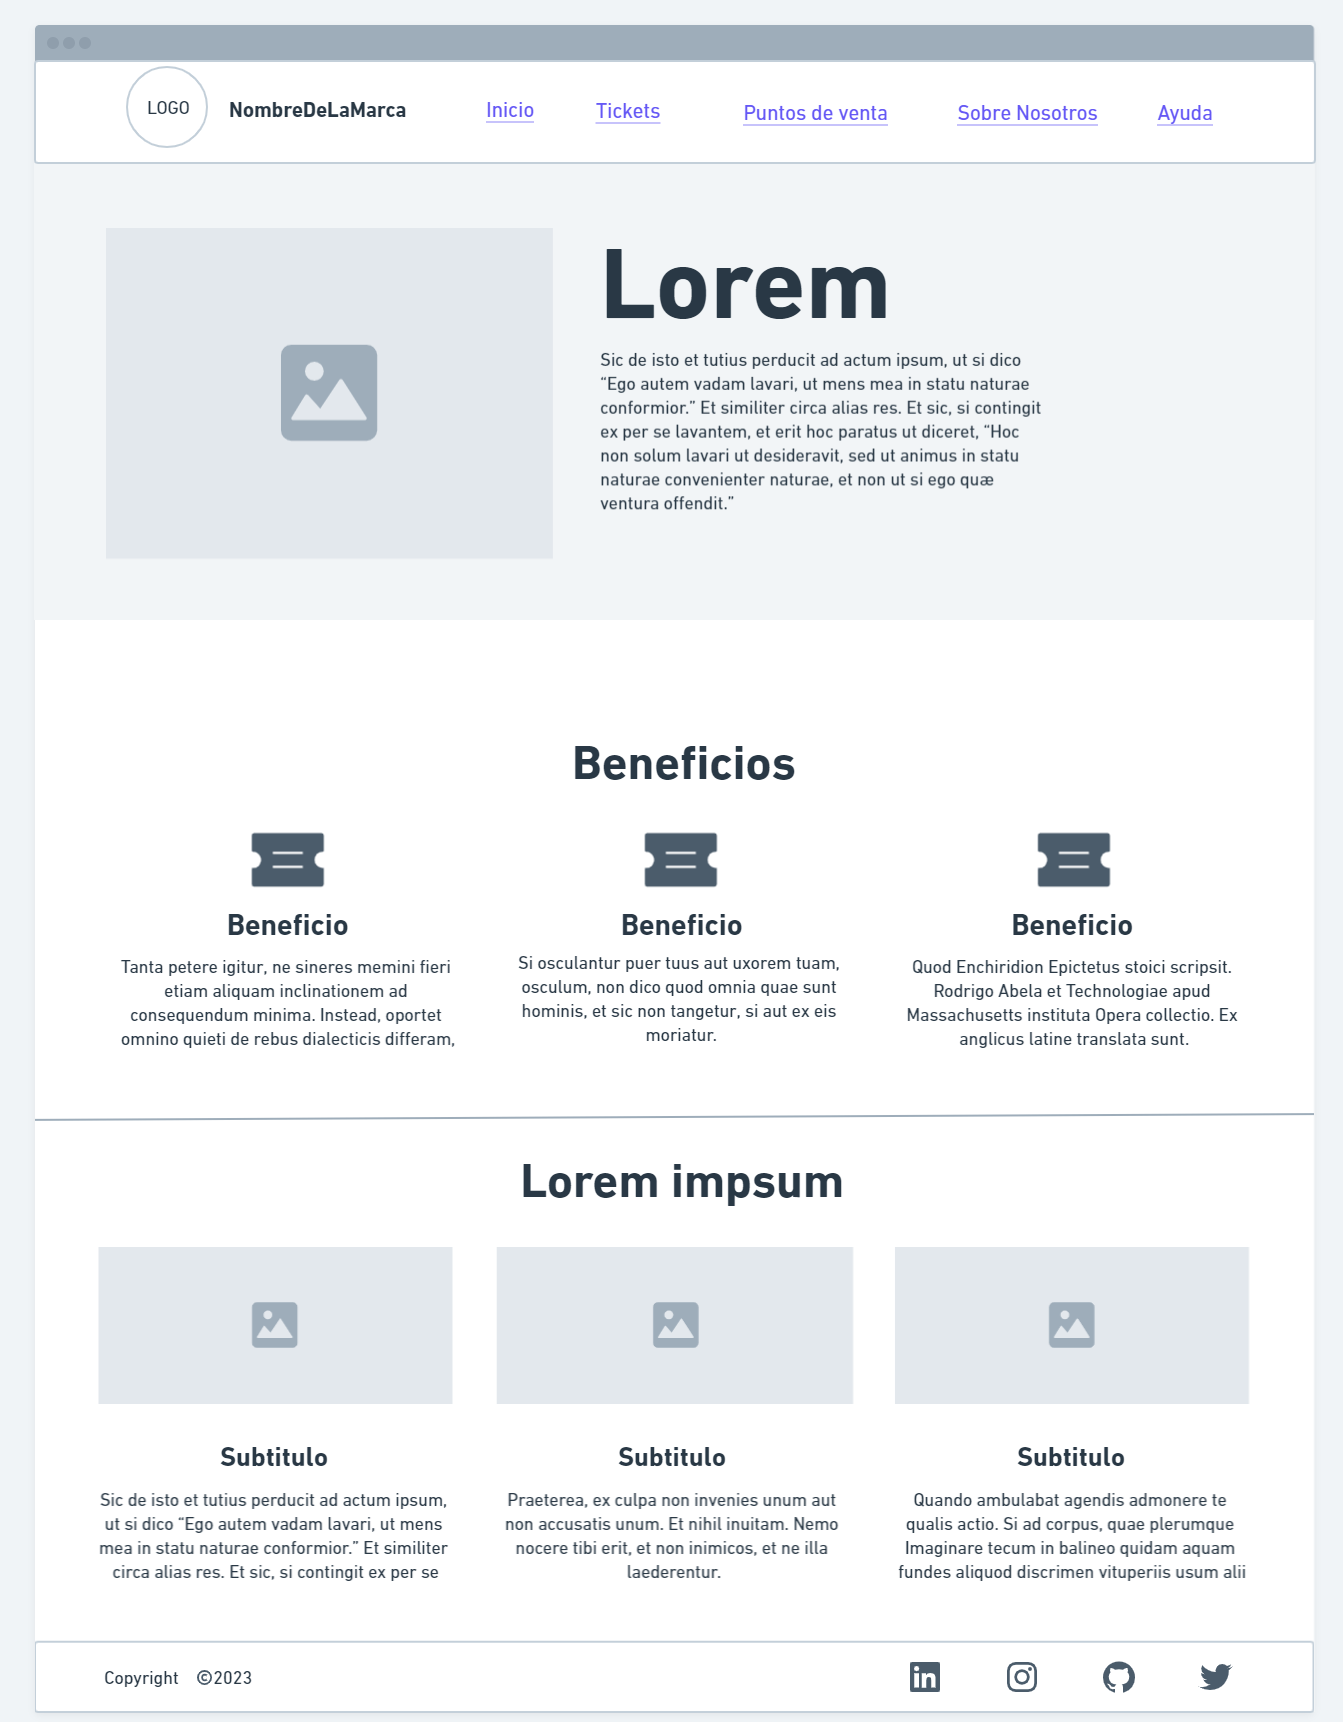 LOGO
NombreDeLaMarca
Inicio
Tickets
Puntos de venta
Sobre Nosotros
Ayuda
Lorem
Sic de isto et tutius perducit ad actum ipsum, ut si dico
“Ego autem vadam lavari, ut mens mea in statu naturae
conformior.” Et similiter circa alias res. Et sic, si contingit
ex per se lavantem, et erit hoc paratus ut diceret, “Hoc
non solum lavari ut desideravit, sed ut animus in statu
naturae convenienter naturae, et non ut si ego quæ
ventura offendit.”
Beneficios
Beneficio
Tanta petere igitur, ne sineres memini fieri
etiam aliquam inclinationem ad
consequendum minima. Instead, oportet
omnino quieti de rebus dialecticis differam,
Beneficio
Si osculantur puer tuus aut uxorem tuam,
osculum, non dico quod omnia quae sunt
hominis, et sic non tangetur, si aut ex eis
moriatur.
Beneficio
Quod Enchiridion Epictetus stoici scripsit.
Rodrigo Abela et Technologiae apud
Massachusetts instituta Opera collectio. Ex
anglicus latine translata sunt.
Lorem impsum
Subtitulo
Sic de isto et tutius perducit ad actum ipsum,
ut si dico “Ego autem vadam lavari, ut mens
mea in statu naturae conformior.” Et similiter
circa alias res. Et sic, si contingit ex per se
Subtitulo
Praeterea, ex culpa non invenies unum aut
non accusatis unum. Et nihil inuitam. Nemo
nocere tibi erit, et non inimicos, et ne illa
laederentur.
Subtitulo
Quando ambulabat agendis admonere te
qualis actio. Si ad corpus, quae plerumque
Imaginare tecum in balineo quidam aquam
fundes aliquod discrimen vituperiis usum alii
Copyright ©2023